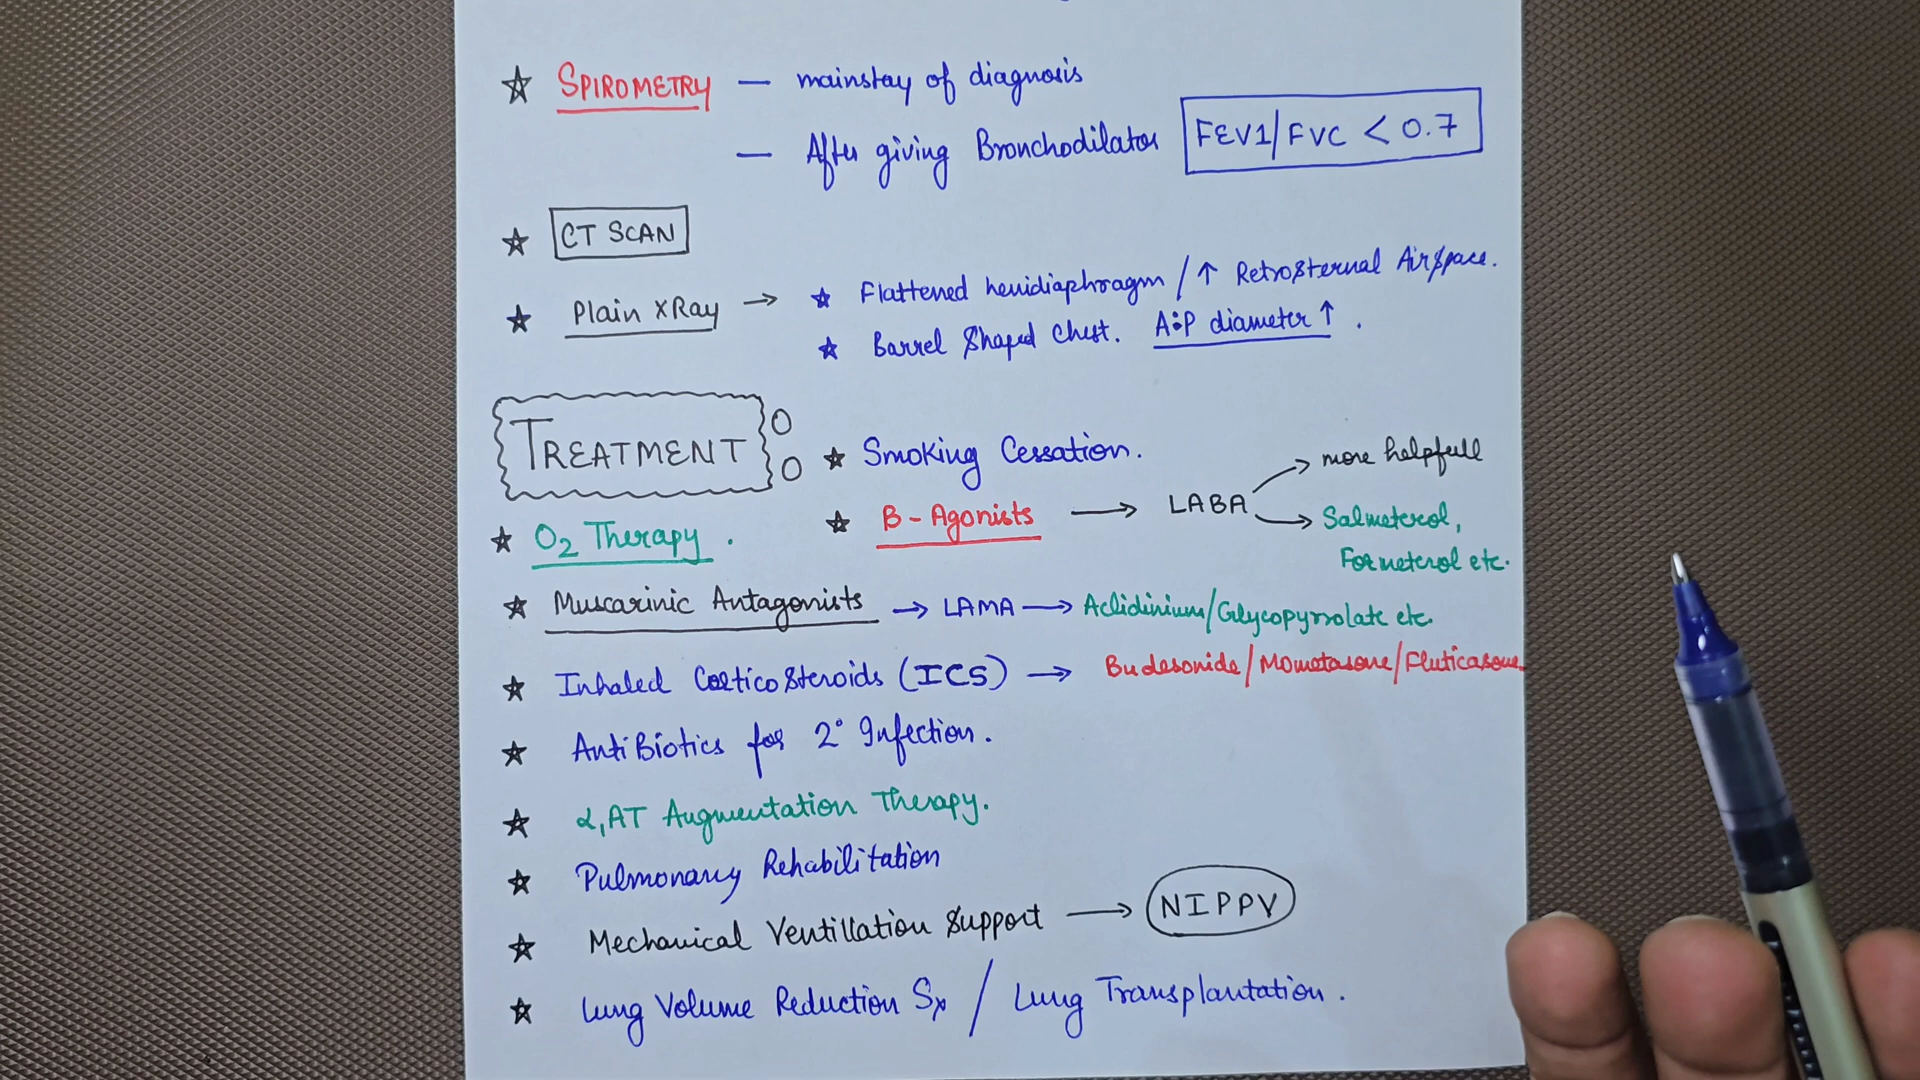 ☆ SPIROMETRY — mainstay of diagnosis
— After giving Bronchodilator FEV1/FVC < 0.7
☆ CT SCAN
☆ Plain XRay → ☆ Flattened hemidiaphragm / ↑ Retrosternal Airspace.
☆ Barrel Shaped Chest. A:P diameter ↑ .
TREATMENT
☆ Smoking Cessation.
☆ B-Agonists → LABA → more helpfull
→ Salmeterol,
Formeterol etc.
☆ O2 Therapy .
☆ Muscarinic Antagonists → LAMA → Aclidinium/Glycopyrrolate etc.
☆ Inhaled Corticosteroids (ICS) → Budesonide/Mometasone/Fluticasone
☆ AntiBiotics for 2° Infection.
☆ α1AT Augmentation Therapy.
☆ Pulmonary Rehabilitation
☆ Mechanical Ventillation Support → NIPPV
☆ Lung Volume Reduction Sx / Lung Transplantation .